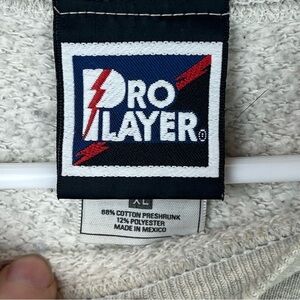 PRO
PLAYER®
XL
88% COTTON PRESHRUNK
12% POLYESTER
MADE IN MEXICO